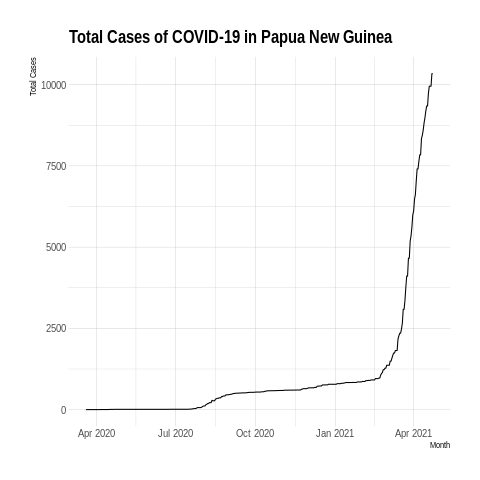 Total Cases of COVID-19 in Papua New Guinea
Total Cases
10000
7500
5000
2500
0
Apr 2020 Jul 2020 Oct 2020 Jan 2021 Apr 2021
Month